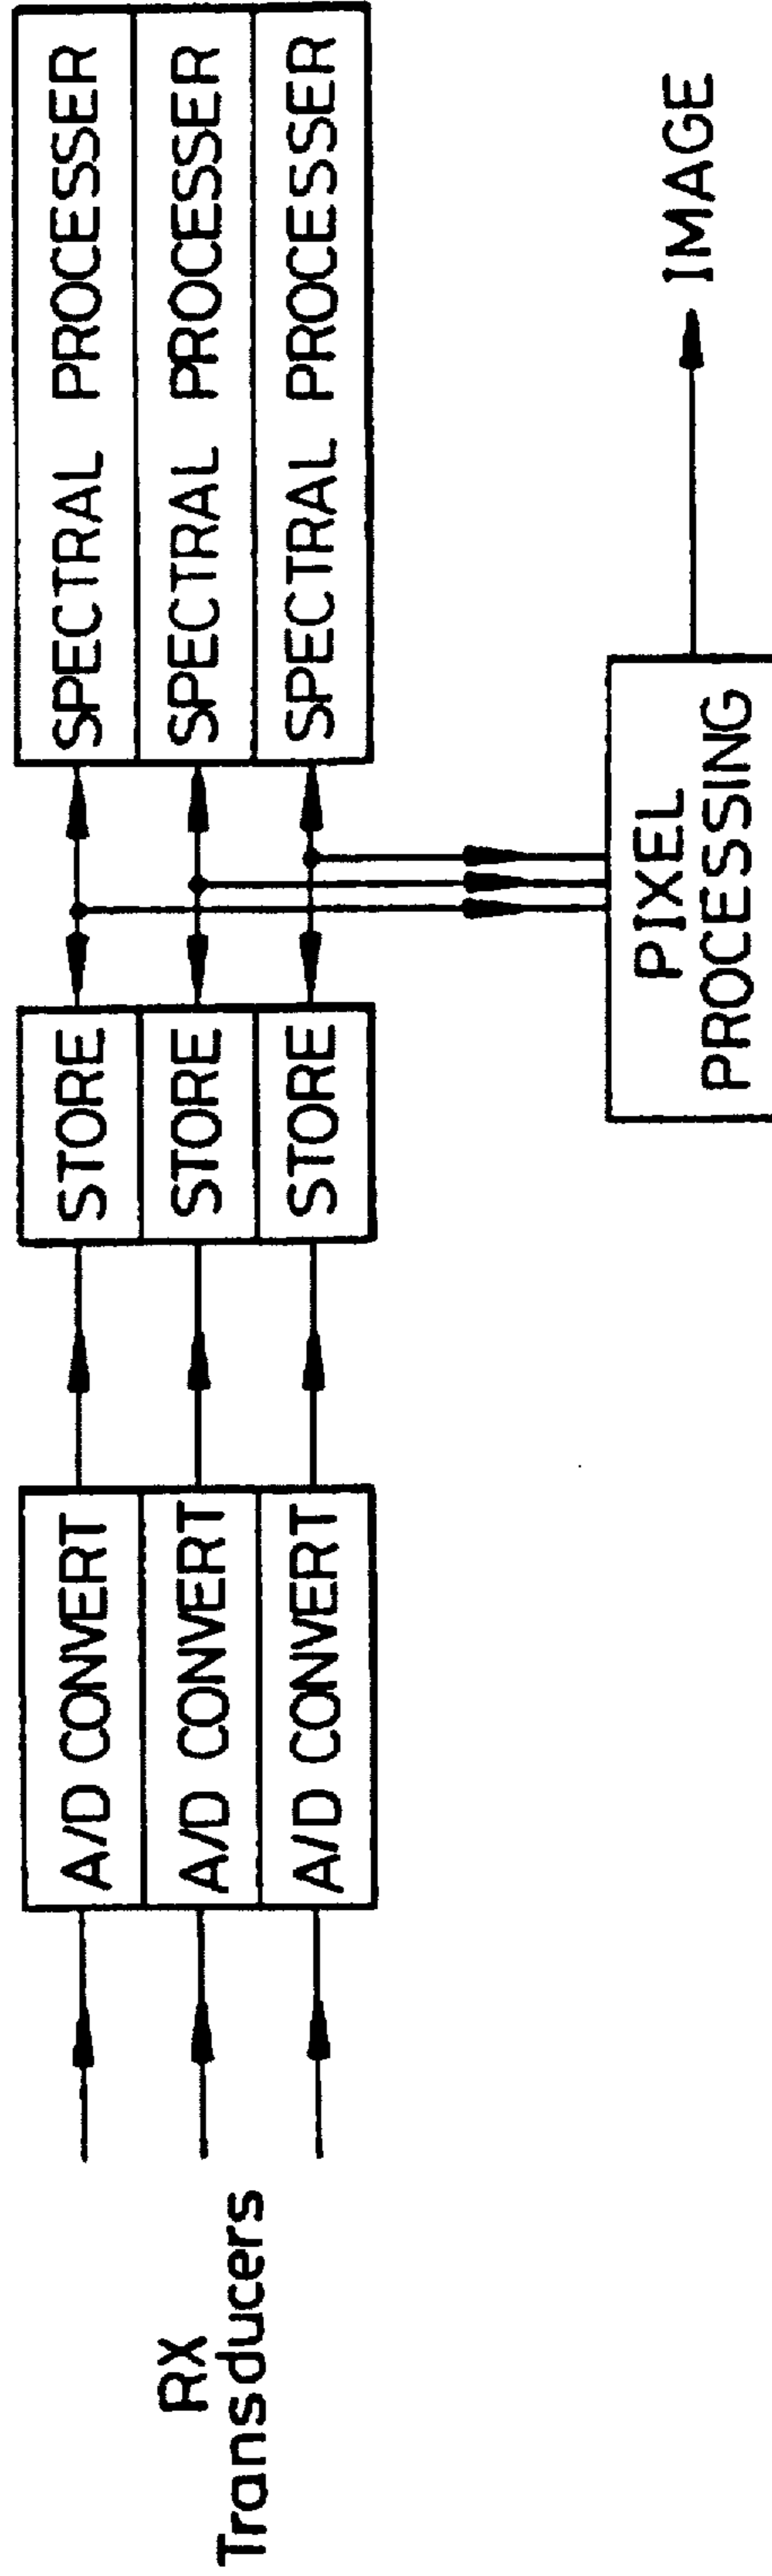 RX
Transducers
A/D CONVERT
A/D CONVERT
A/D CONVERT
STORE
STORE
STORE
SPECTRAL PROCESSER
SPECTRAL PROCESSER
SPECTRAL PROCESSER
PIXEL
PROCESSING
IMAGE